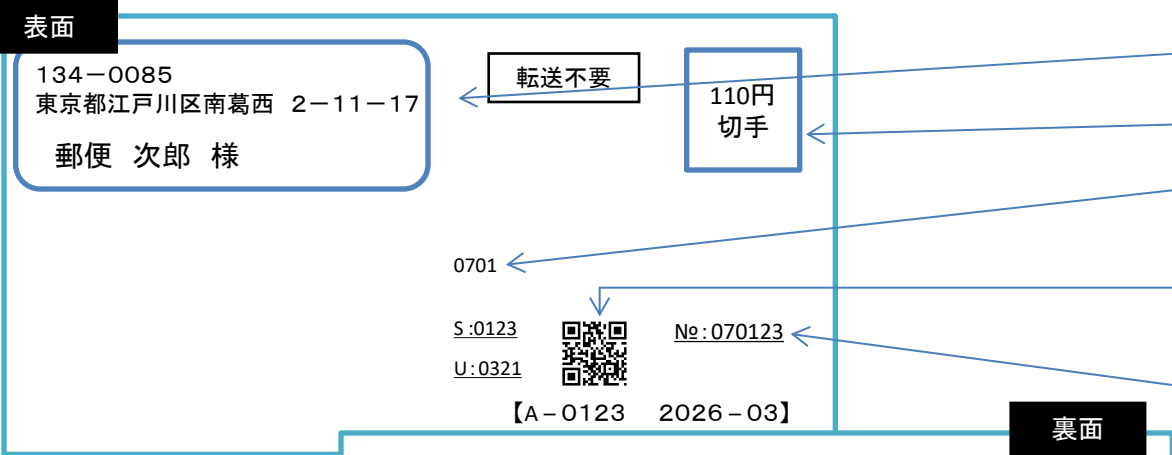 表面
134-0085
東京都江戸川区南葛西 2-11-17
郵便 次郎 様
転送不要
110円
切手
0701
S:0123
№:070123
U:0321
【A-0123 2026-03】
裏面